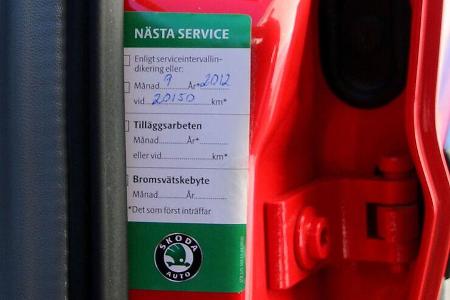 NÄSTA SERVICE
Enligt serviceintervallin-
dikering eller:
Månad 9 År* 2012
vid 20150 km*
Tilläggsarbeten
Månad...................År*...............
eller vid.........................km*
Bromsvätskebyte
Månad...............År...............
*Det som först inträffar
SKODA
AUTO